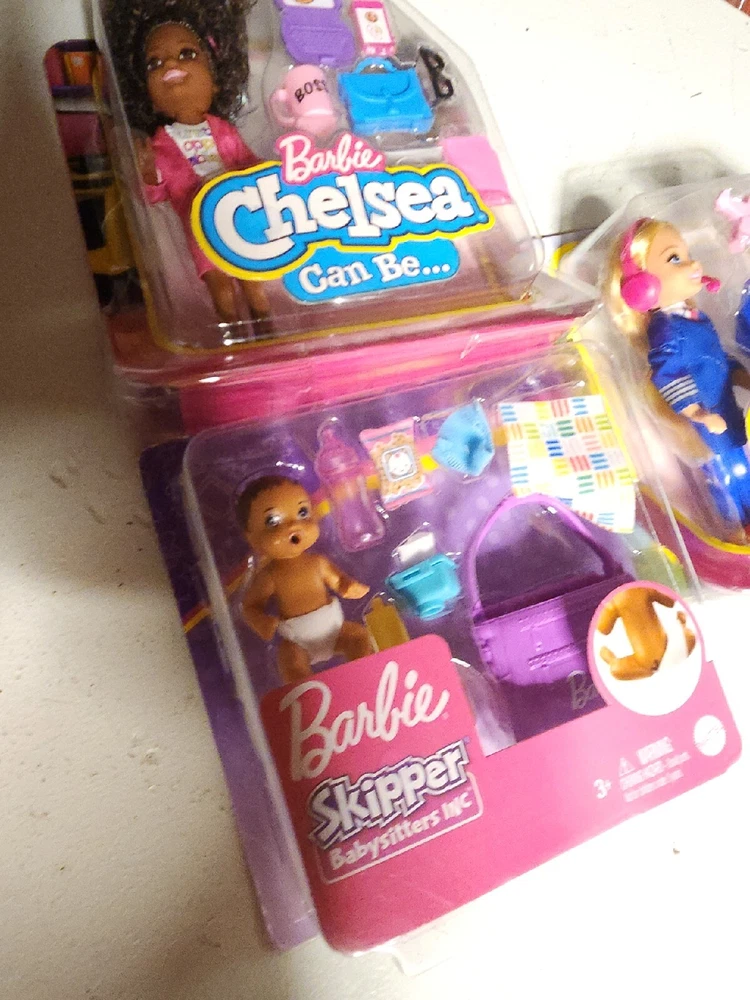 BOSS
B
Barbie
Chelsea
Can Be...
Barbie
Skipper
Babysitters INC
3+
WARNING: